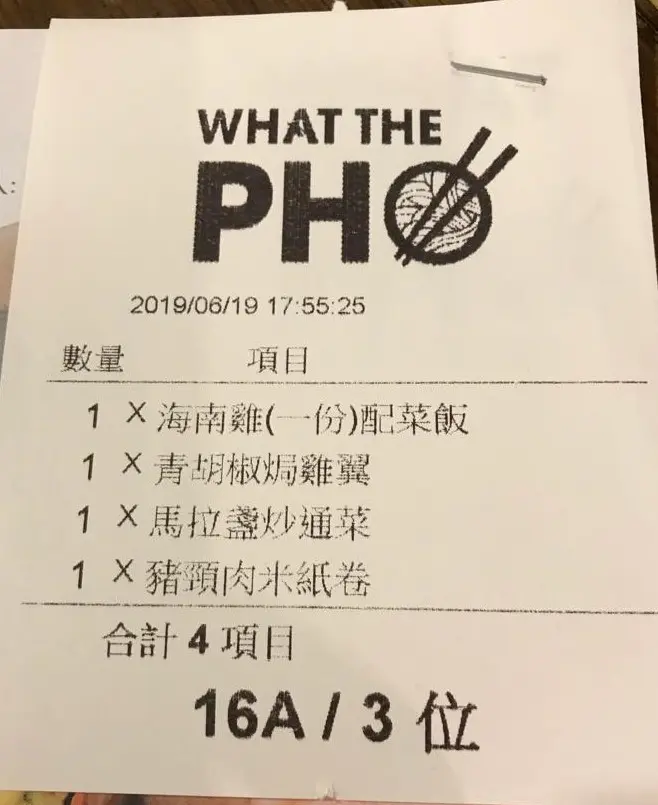 WHAT THE
PHO
2019/06/19 17:55:25
數量 項目
1 X 海南雞(一份)配菜飯
1 X 青胡椒焗雞翼
1 X 馬拉盞炒通菜
1 X 豬頸肉米紙卷
合計 4 項目
16A / 3 位